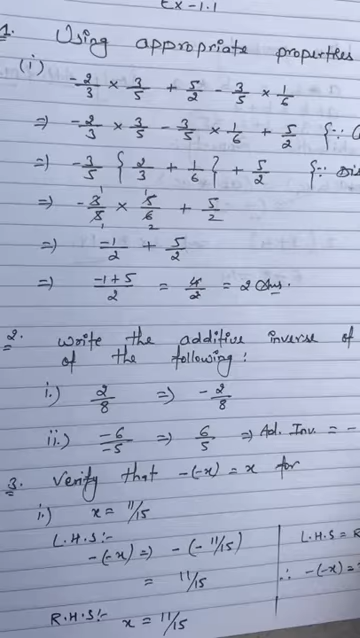 Ex-1.1
1. Using appropriate properties
(i) -2/3 × 3/5 + 5/2 - 3/5 × 1/6
=) -2/3 × 3/5 - 3/5 × 1/6 + 5/2 {∵
=) -3/5 { 2/3 + 1/6 } + 5/2 {∵ Dis
=) -3/5 × 5/6 + 5/2
=) -1/2 + 5/2
=) -1+5/2 = 4/2 = 2 Ans.
2. Write the additive inverse of
of the following:
i.) 2/8 =) -2/8
ii.) -6/-5 =) 6/5 =) Ad. Inv. = -
3. Verify that -(-x) = x for
i.) x = 11/15
L.H.S:-
-(-x) =) -(-11/15)
= 11/15
R.H.S:- x = 11/15
L.H.S = R
∴ -(-x) =